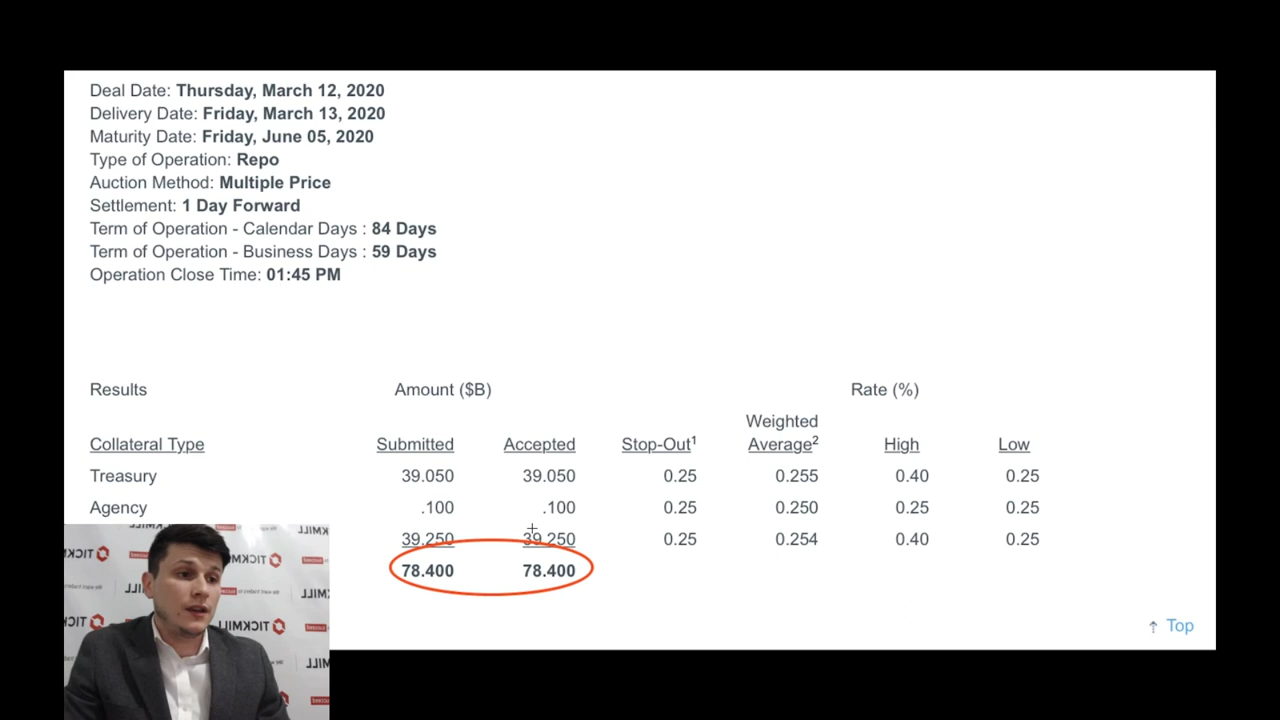 Deal Date: Thursday, March 12, 2020
Delivery Date: Friday, March 13, 2020
Maturity Date: Friday, June 05, 2020
Type of Operation: Repo
Auction Method: Multiple Price
Settlement: 1 Day Forward
Term of Operation - Calendar Days : 84 Days
Term of Operation - Business Days : 59 Days
Operation Close Time: 01:45 PM
Results Amount ($B) Rate (%)
Collateral Type Submitted Accepted Stop-Out1 Weighted Average2 High Low
Treasury 39.050 39.050 0.25 0.255 0.40 0.25
Agency .100 .100 0.25 0.250 0.25 0.25
39.250 39.250 0.25 0.254 0.40 0.25
78.400 78.400
Top
TICKMILL
TICKMILL